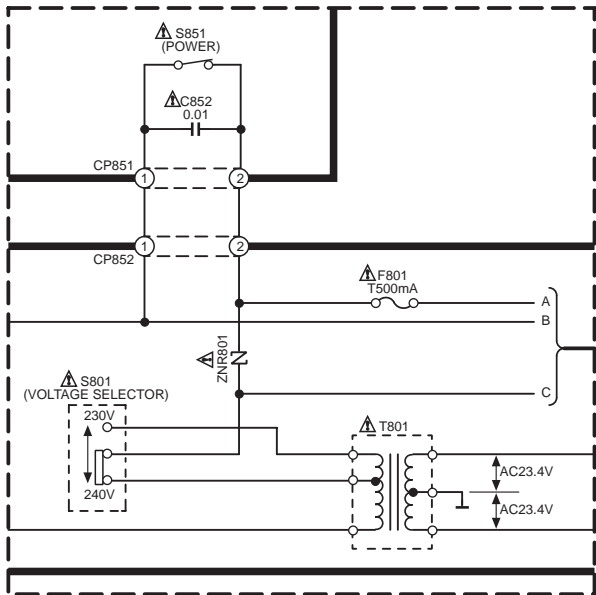 S851
(POWER)
C852
0.01
CP851
1 2
1 2
CP852
F801
T500mA
A
B
ZNR801
C
S801
(VOLTAGE SELECTOR)
230V
T801
AC23.4V
240V
AC23.4V